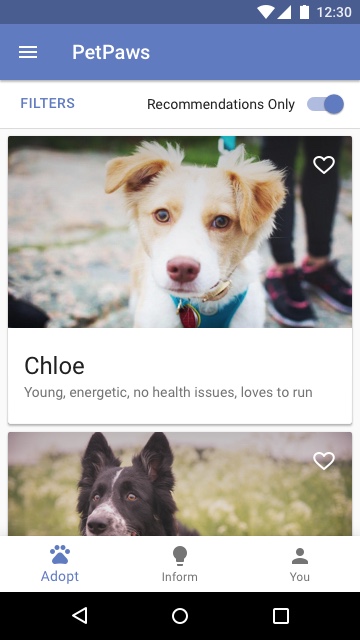 12:30
PetPaws
FILTERS
Recommendations Only
Chloe
Young, energetic, no health issues, loves to run
Adopt
Inform
You